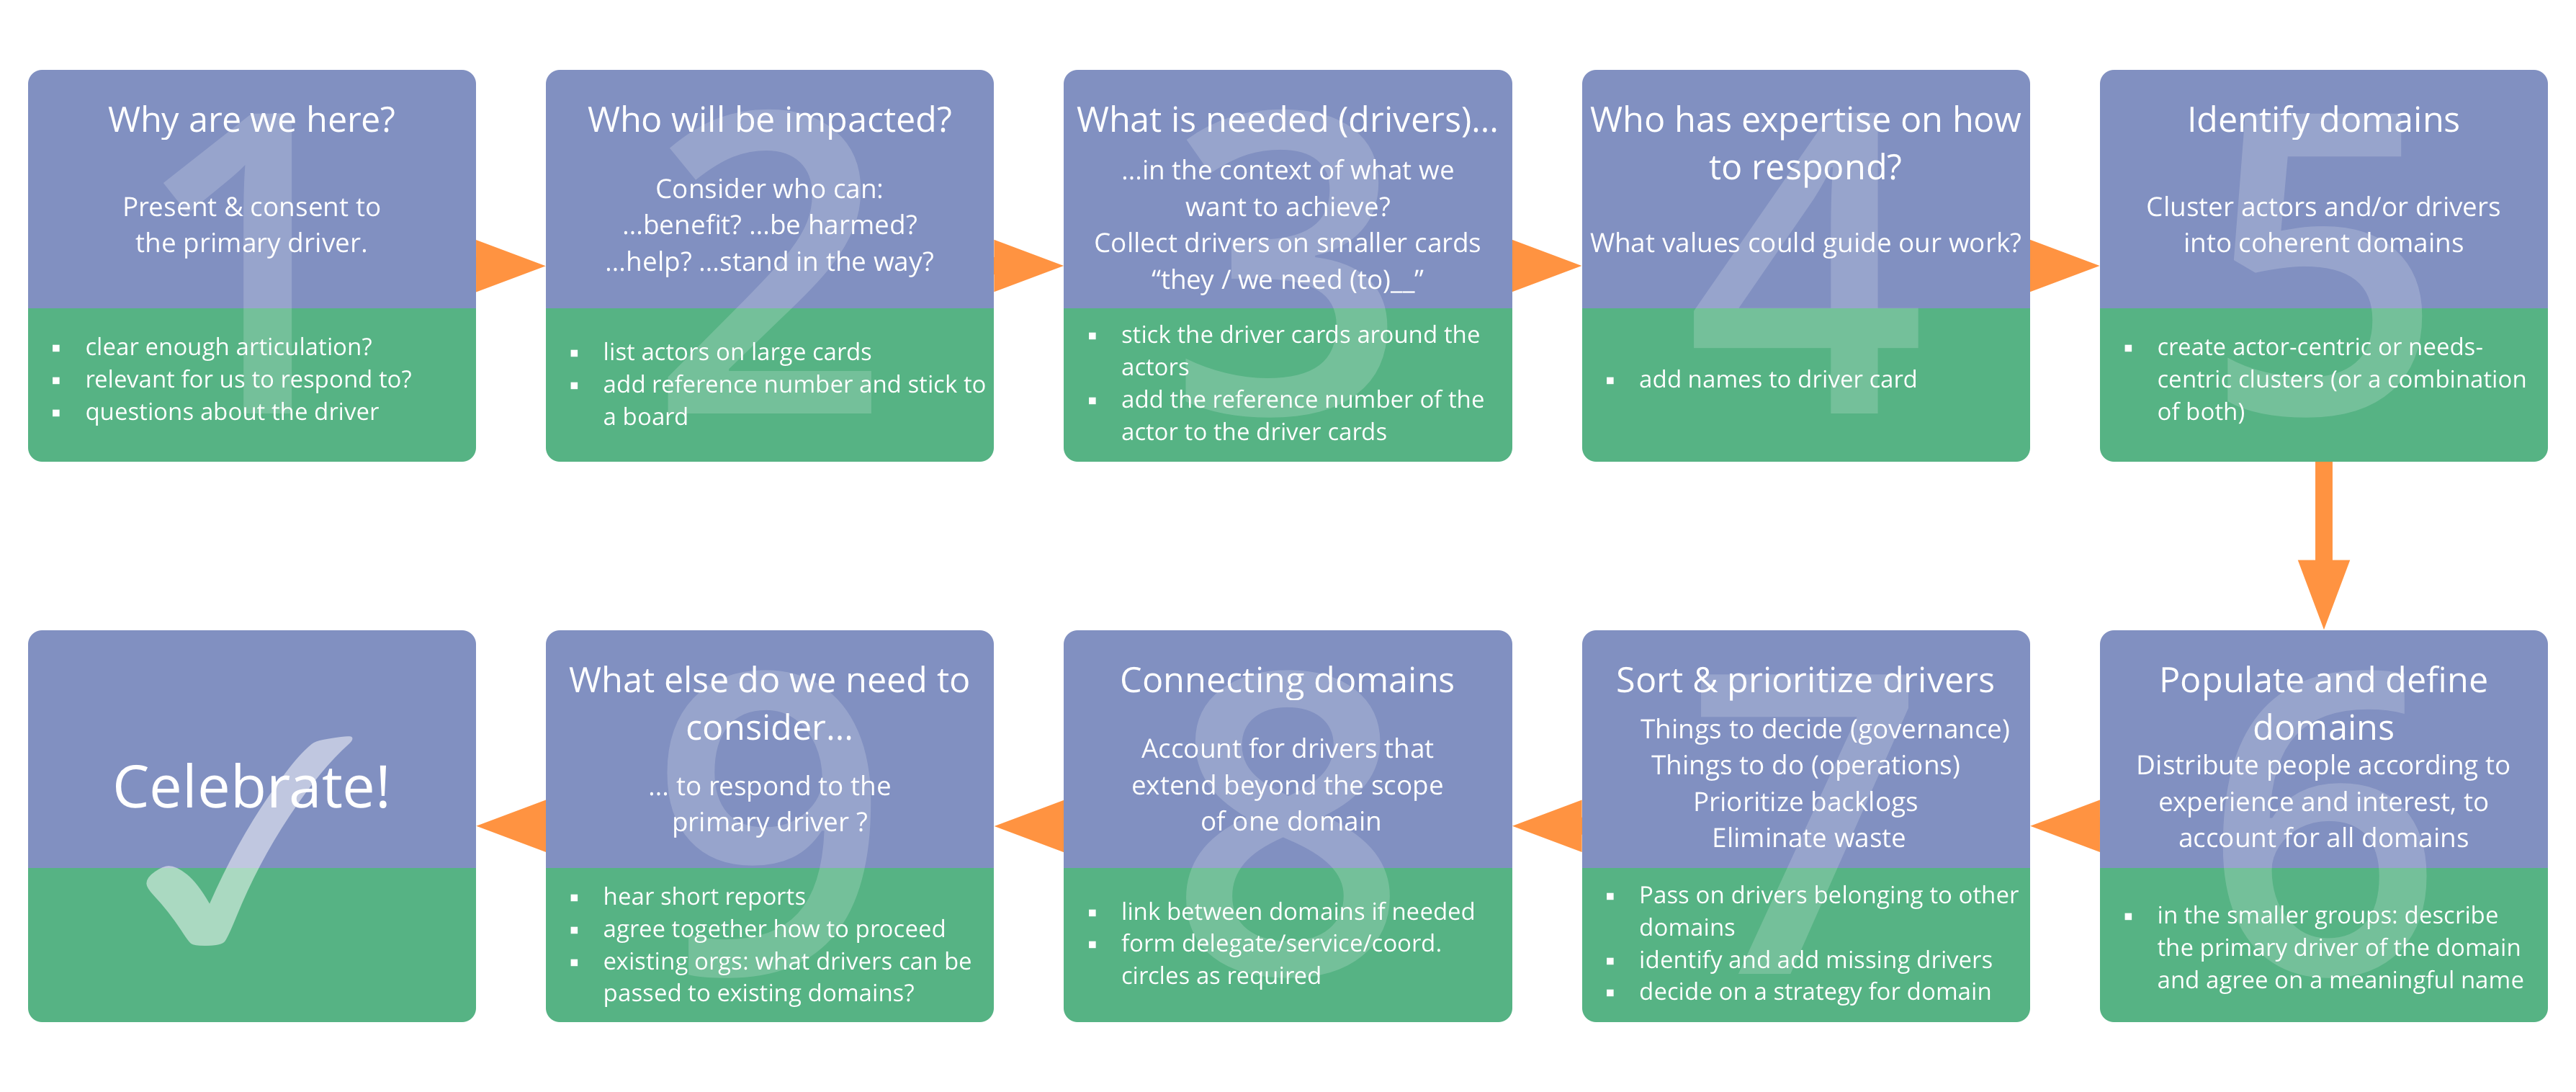 1
Why are we here?
Present & consent to
the primary driver.
▪ clear enough articulation?
▪ relevant for us to respond to?
▪ questions about the driver
2
Who will be impacted?
Consider who can:
...benefit? ...be harmed?
...help? ...stand in the way?
▪ list actors on large cards
▪ add reference number and stick to
a board
3
What is needed (drivers)...
...in the context of what we
want to achieve?
Collect drivers on smaller cards
“they / we need (to)__”
▪ stick the driver cards around the
actors
▪ add the reference number of the
actor to the driver cards
4
Who has expertise on how
to respond?
What values could guide our work?
▪ add names to driver card
5
Identify domains
Cluster actors and/or drivers
into coherent domains
▪ create actor-centric or needs-
centric clusters (or a combination
of both)
6
Populate and define
domains
Distribute people according to
experience and interest, to
account for all domains
▪ in the smaller groups: describe
the primary driver of the domain
and agree on a meaningful name
7
Sort & prioritize drivers
Things to decide (governance)
Things to do (operations)
Prioritize backlogs
Eliminate waste
▪ Pass on drivers belonging to other
domains
▪ identify and add missing drivers
▪ decide on a strategy for domain
8
Connecting domains
Account for drivers that
extend beyond the scope
of one domain
▪ link between domains if needed
▪ form delegate/service/coord.
circles as required
9
What else do we need to
consider...
... to respond to the
primary driver ?
▪ hear short reports
▪ agree together how to proceed
▪ existing orgs: what drivers can be
passed to existing domains?
Celebrate!